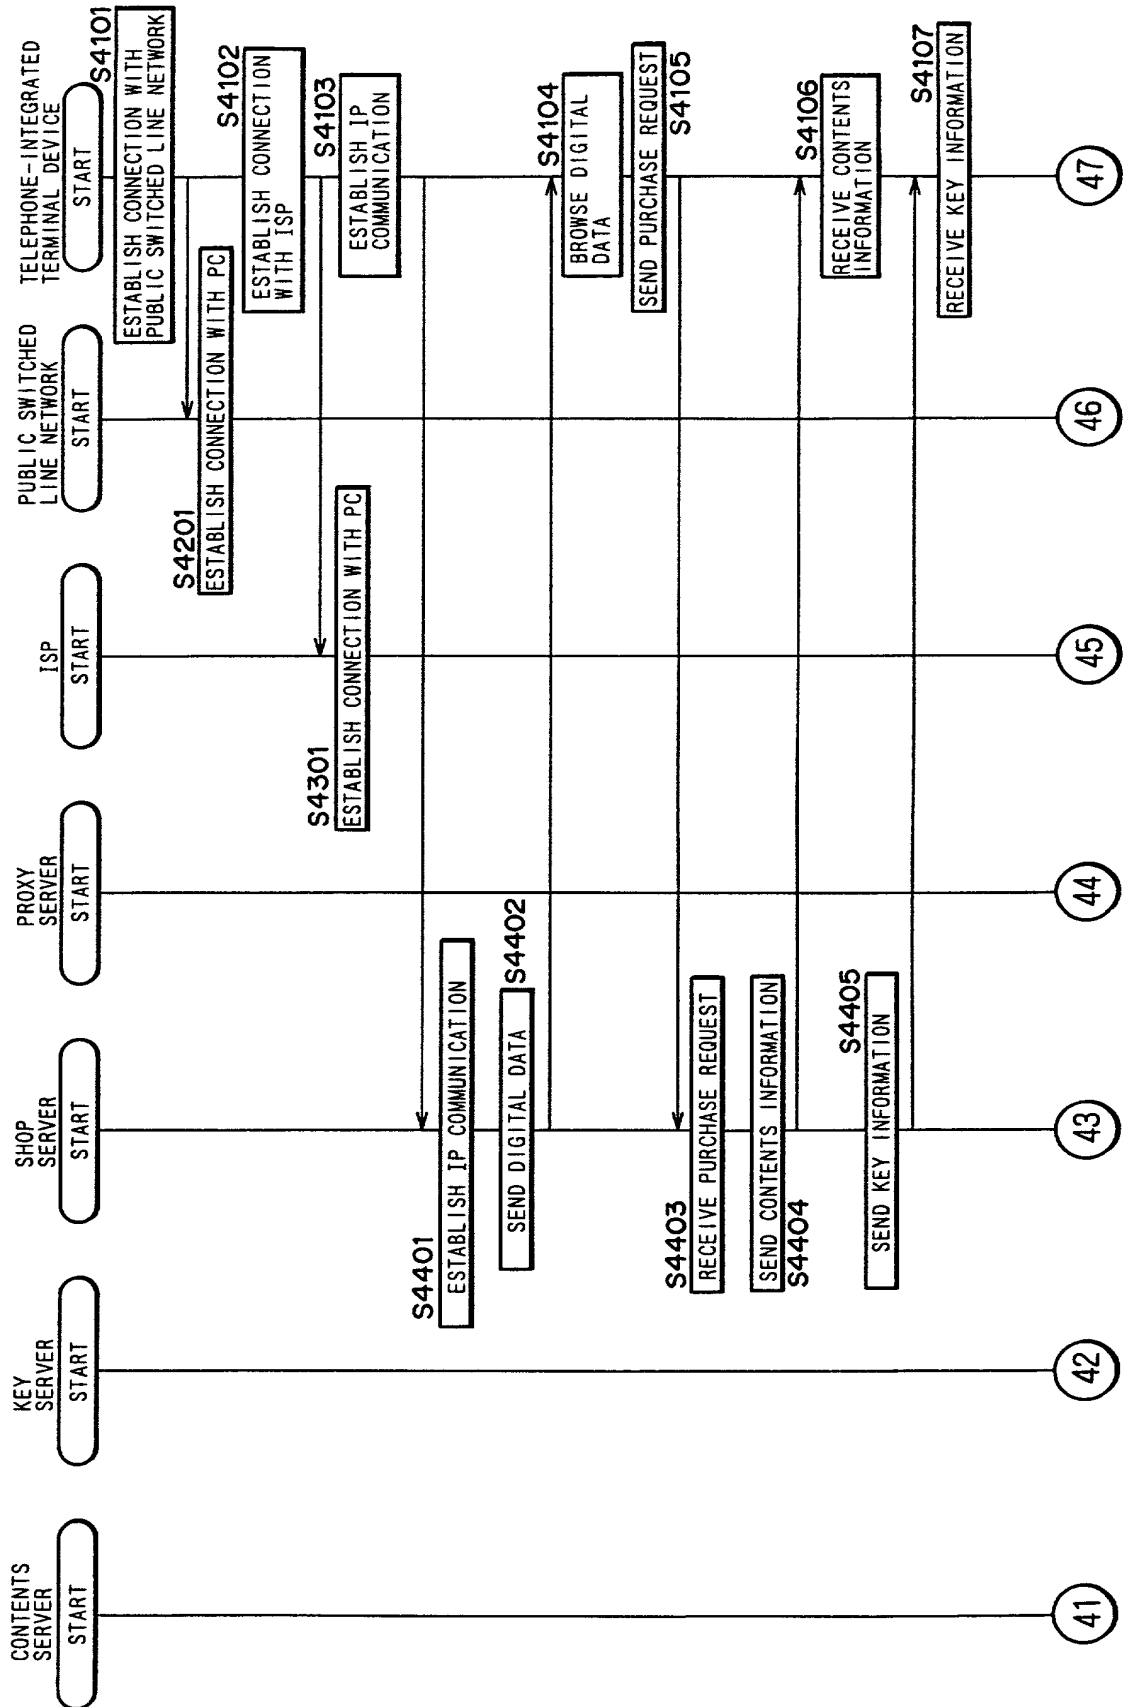 CONTENTS
SERVER
START
KEY
SERVER
START
SHOP
SERVER
START
PROXY
SERVER
START
ISP
START
PUBLIC SWITCHED
LINE NETWORK
START
TELEPHONE-INTEGRATED
TERMINAL DEVICE
START
S4101
ESTABLISH CONNECTION WITH
PUBLIC SWITCHED LINE NETWORK
S4201
ESTABLISH CONNECTION WITH PC
S4102
ESTABLISH CONNECTION
WITH ISP
S4301
ESTABLISH CONNECTION WITH PC
S4103
ESTABLISH IP
COMMUNICATION
S4401
ESTABLISH IP COMMUNICATION
S4402
SEND DIGITAL DATA
S4104
BROWSE DIGITAL
DATA
SEND PURCHASE REQUEST
S4105
S4403
RECEIVE PURCHASE REQUEST
SEND CONTENTS INFORMATION
S4404
S4106
RECEIVE CONTENTS
INFORMATION
S4405
SEND KEY INFORMATION
S4107
RECEIVE KEY INFORMATION
41
42
43
44
45
46
47